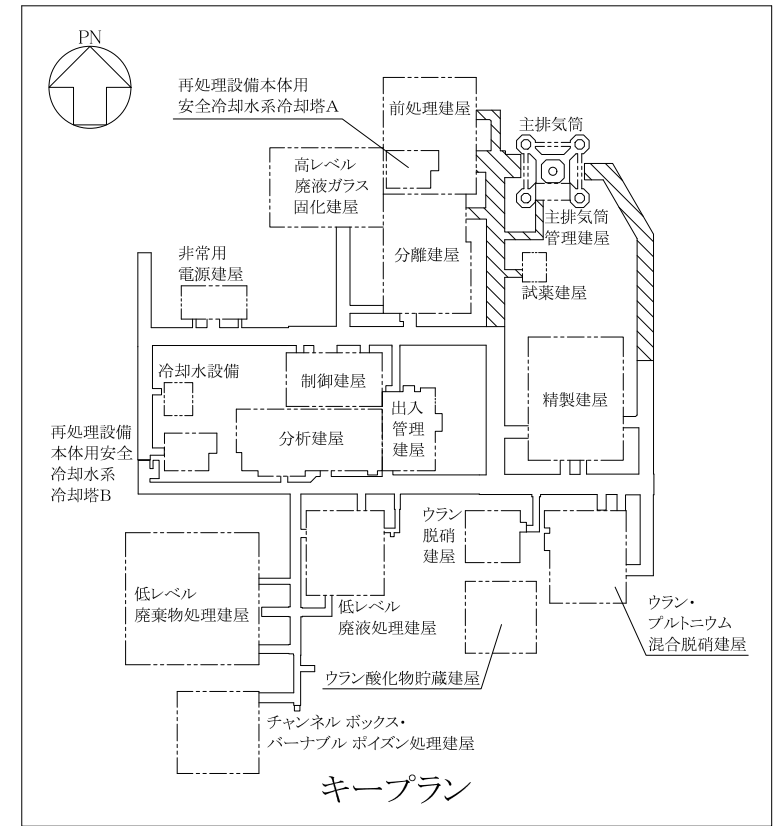 PN
再処理設備本体用
安全冷却水系冷却塔A
前処理建屋
主排気筒
高レベル
廃液ガラス
固化建屋
主排気筒
管理建屋
分離建屋
非常用
電源建屋
試薬建屋
冷却水設備
制御建屋
出入
管理
建屋
精製建屋
分析建屋
再処理設備
本体用安全
冷却水系
冷却塔B
ウラン
脱硝
建屋
低レベル
廃棄物処理建屋
低レベル
廃液処理建屋
ウラン・
プルトニウム
混合脱硝建屋
ウラン酸化物貯蔵建屋
チャンネル ボックス・
バーナブル ポイズン処理建屋
キープラン